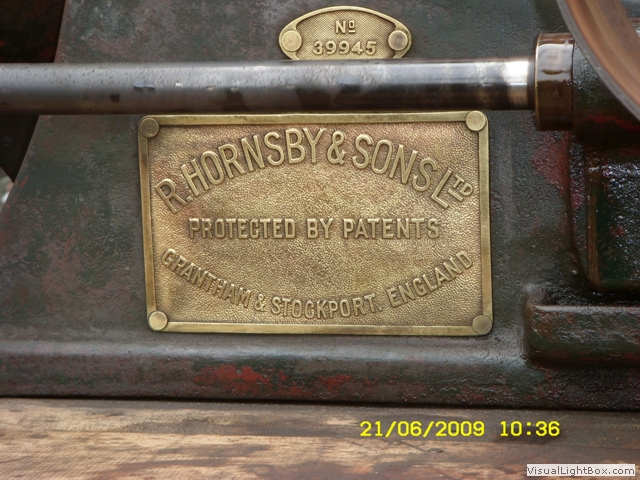 No
39945
R. HORNSBY & SONS LTD
PROTECTED BY PATENTS
GRANTHAM & STOCKPORT. ENGLAND
21/06/2009 10:36
VisualLightBox.com